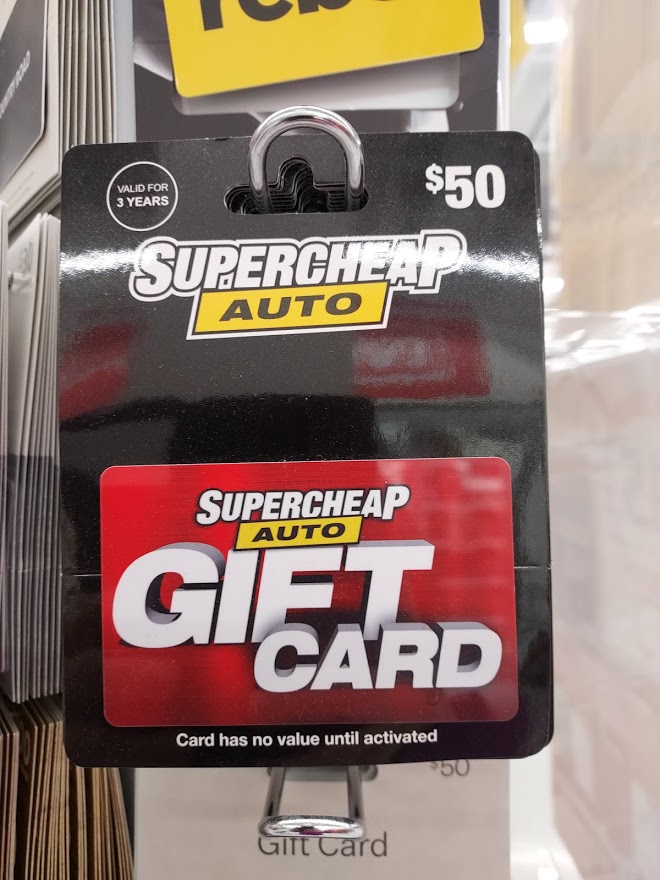 VALID FOR
3 YEARS
$50
SUPERCHEAP
AUTO
SUPERCHEAP
AUTO
GIFT
CARD
Card has no value until activated
$50
Gift Card